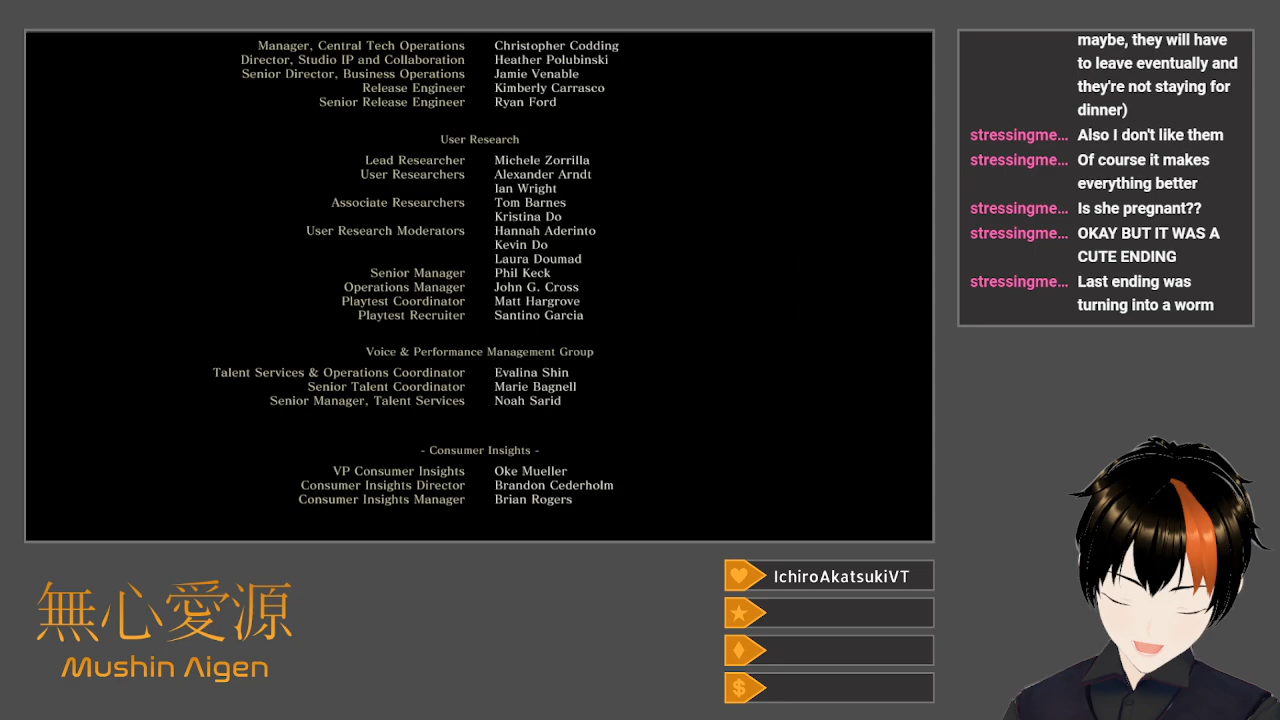 Manager, Central Tech Operations Christopher Codding
Director, Studio IP and Collaboration Heather Polubinski
Senior Director, Business Operations Jamie Venable
Release Engineer Kimberly Carrasco
Senior Release Engineer Ryan Ford
User Research
Lead Researcher Michele Zorrilla
User Researchers Alexander Arndt
Ian Wright
Associate Researchers Tom Barnes
Kristina Do
User Research Moderators Hannah Aderinto
Kevin Do
Laura Doumad
Senior Manager Phil Keck
Operations Manager John G. Cross
Playtest Coordinator Matt Hargrove
Playtest Recruiter Santino Garcia
Voice & Performance Management Group
Talent Services & Operations Coordinator Evalina Shin
Senior Talent Coordinator Marie Bagnell
Senior Manager, Talent Services Noah Sarid
- Consumer Insights -
VP Consumer Insights Oke Mueller
Consumer Insights Director Brandon Cederholm
Consumer Insights Manager Brian Rogers
maybe, they will have
to leave eventually and
they're not staying for
dinner)
stressingme... Also I don't like them
stressingme... Of course it makes
everything better
stressingme... Is she pregnant??
stressingme... OKAY BUT IT WAS A
CUTE ENDING
stressingme... Last ending was
turning into a worm
無心愛源
Mushin Aigen
IchiroAkatsukiVT
$